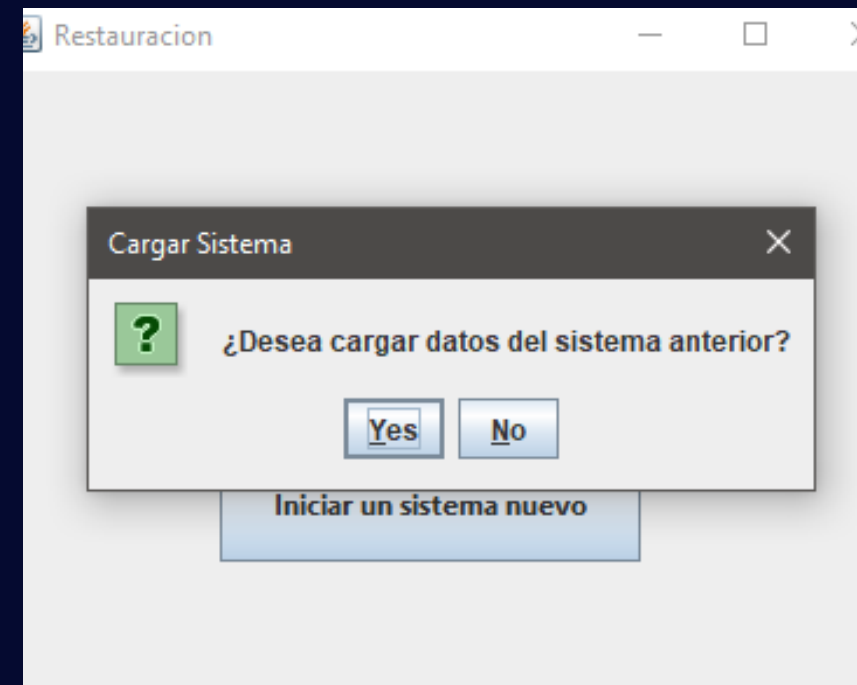 Restauracion
Cargar Sistema
¿Desea cargar datos del sistema anterior?
Yes No
Iniciar un sistema nuevo